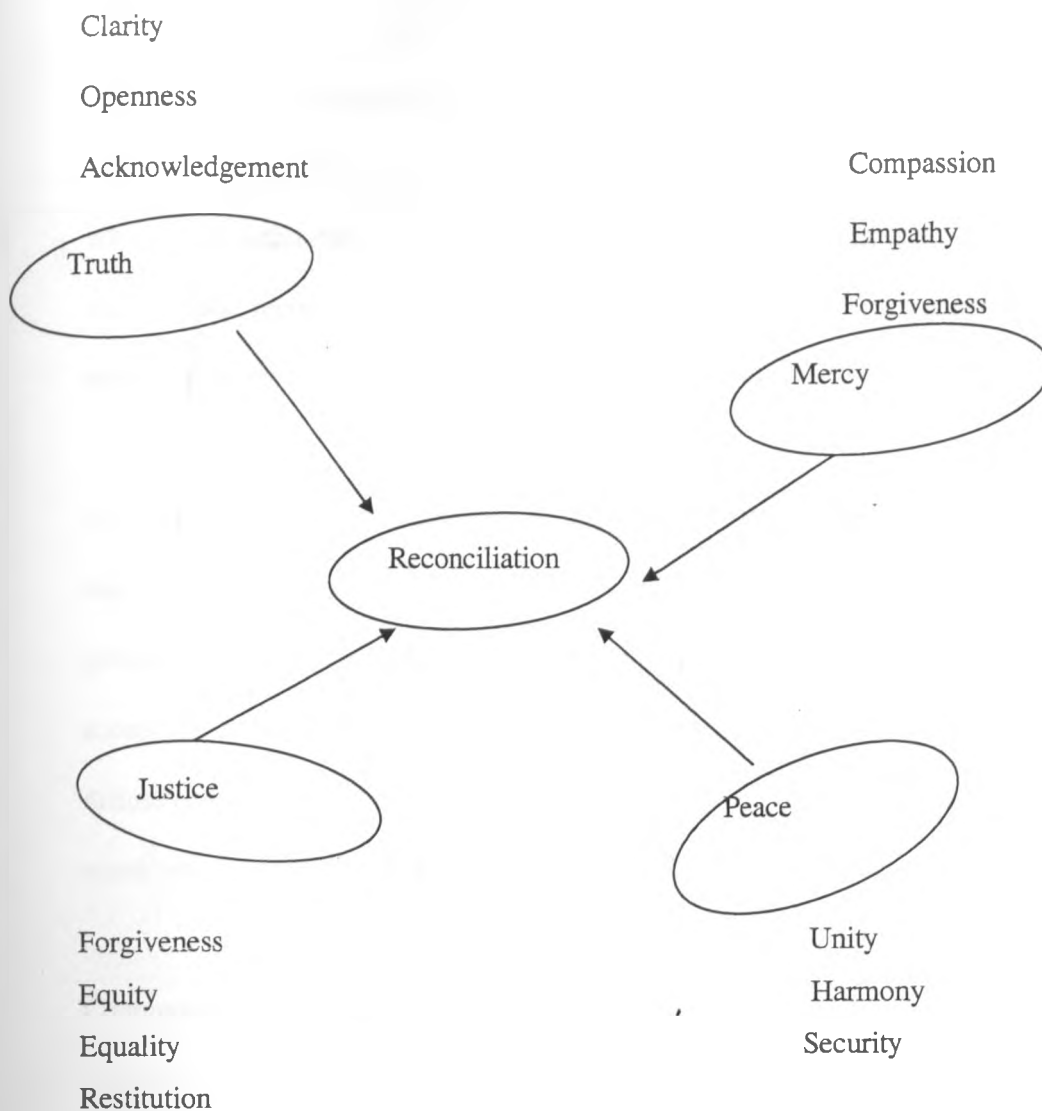 Clarity
Openness
Acknowledgement
Compassion
Empathy
Forgiveness
Truth
Mercy
Reconciliation
Justice
Peace
Forgiveness
Equity
Equality
Restitution
Unity
Harmony
Security